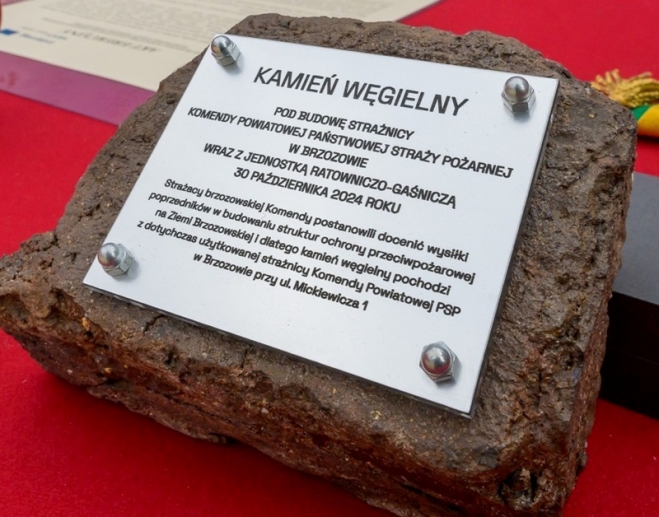 KAMIEŃ WĘGIELNY
POD BUDOWĘ STRAŻNICY
KOMENDY POWIATOWEJ PAŃSTWOWEJ STRAŻY POŻARNEJ
W BRZOZOWIE
WRAZ Z JEDNOSTKĄ RATOWNICZO-GAŚNICZĄ
30 PAŹDZIERNIKA 2024 ROKU
Strażacy brzozowskiej Komendy postanowili docenić wysiłki
poprzedników w budowaniu struktur ochrony przeciwpożarowej
na Ziemi Brzozowskiej i dlatego kamień węgielny pochodzi
z dotychczas użytkowanej strażnicy Komendy Powiatowej PSP
w Brzozowie przy ul. Mickiewicza 1